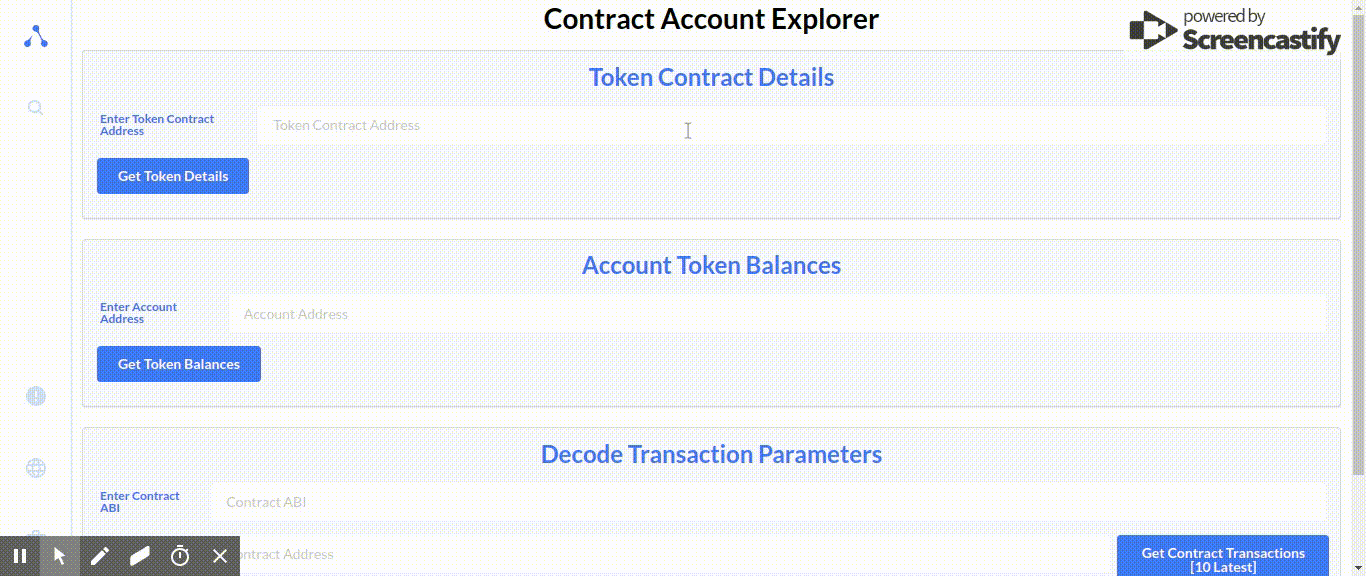 Contract Account Explorer
powered by
Screencastify
Token Contract Details
Enter Token Contract
Address
Token Contract Address
Get Token Details
Account Token Balances
Enter Account
Address
Account Address
Get Token Balances
Decode Transaction Parameters
Enter Contract
ABI
Contract ABI
Address
Get Contract Transactions
[10 Latest]